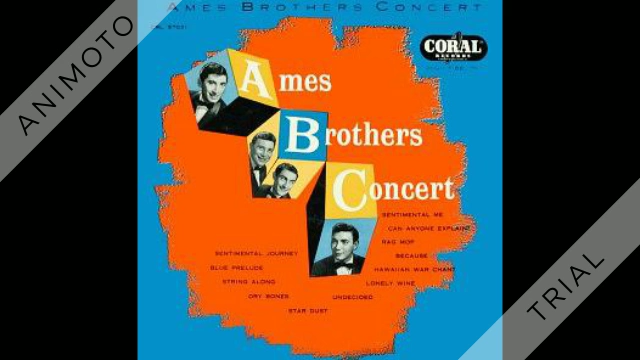 AMES BROTHERS CONCERT
CORAL
RECORDS
Ames
Brothers
Concert
SENTIMENTAL ME
CAN ANYONE EXPLAIN
RAG MOP
BECAUSE
HAWAIIAN WAR CHANT
LONELY WINE
UNDECIDED
SENTIMENTAL JOURNEY
BLUE PRELUDE
STRING ALONG
DRY BONES
STAR DUST
ANIMOTO
TRIAL